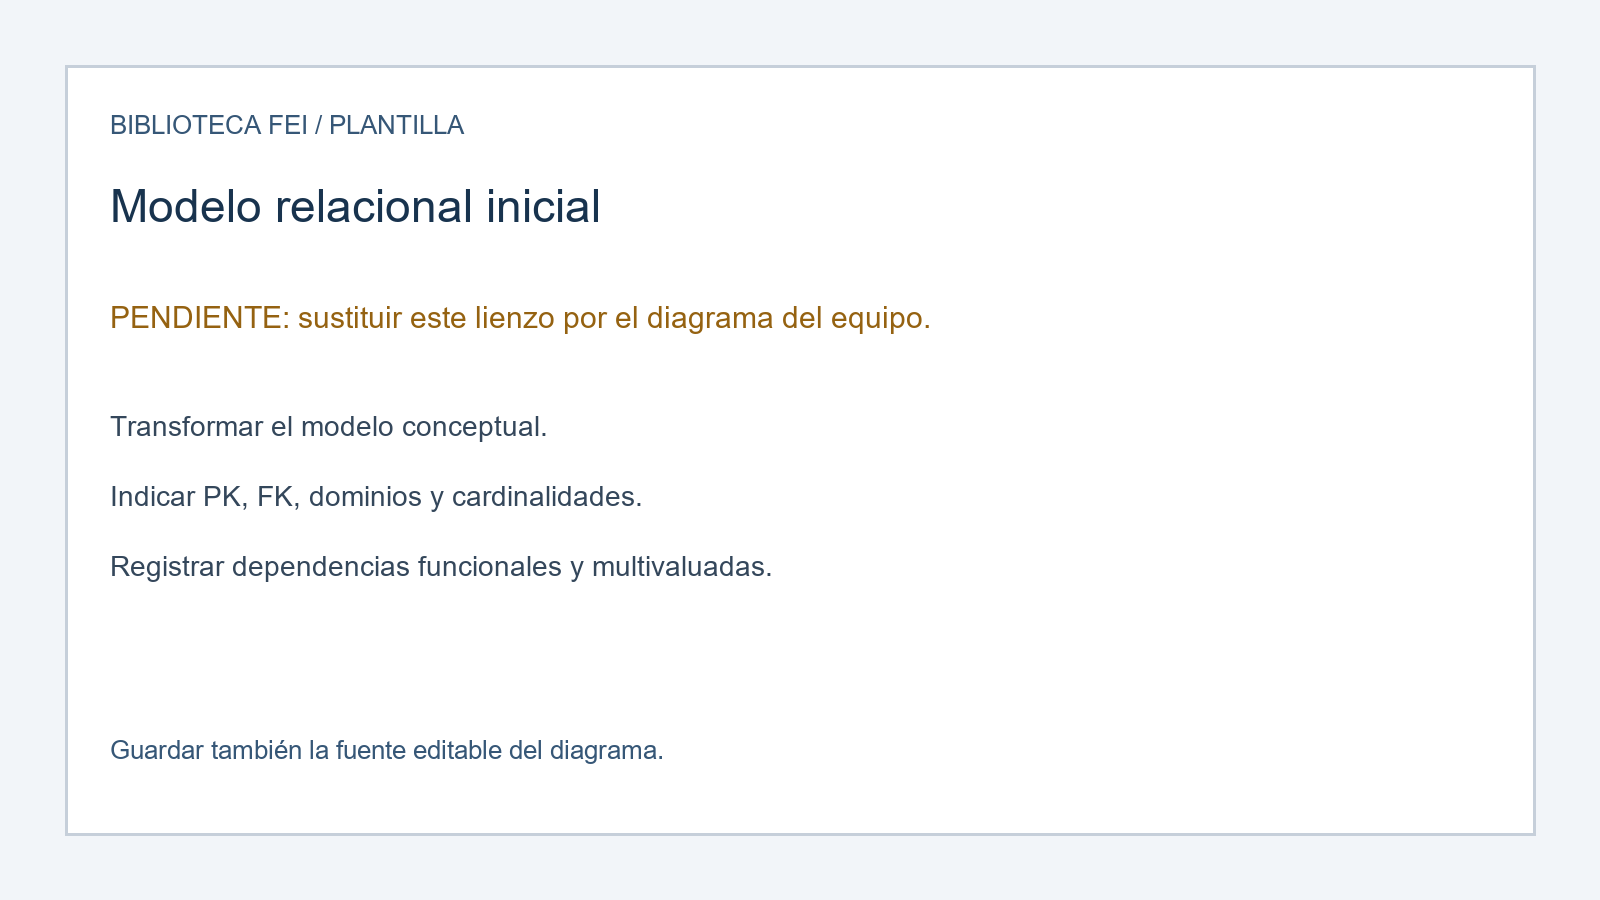 BIBLIOTECA FEI / PLANTILLA
Modelo relacional inicial
PENDIENTE: sustituir este lienzo por el diagrama del equipo.
Transformar el modelo conceptual.
Indicar PK, FK, dominios y cardinalidades.
Registrar dependencias funcionales y multivaluadas.
Guardar también la fuente editable del diagrama.